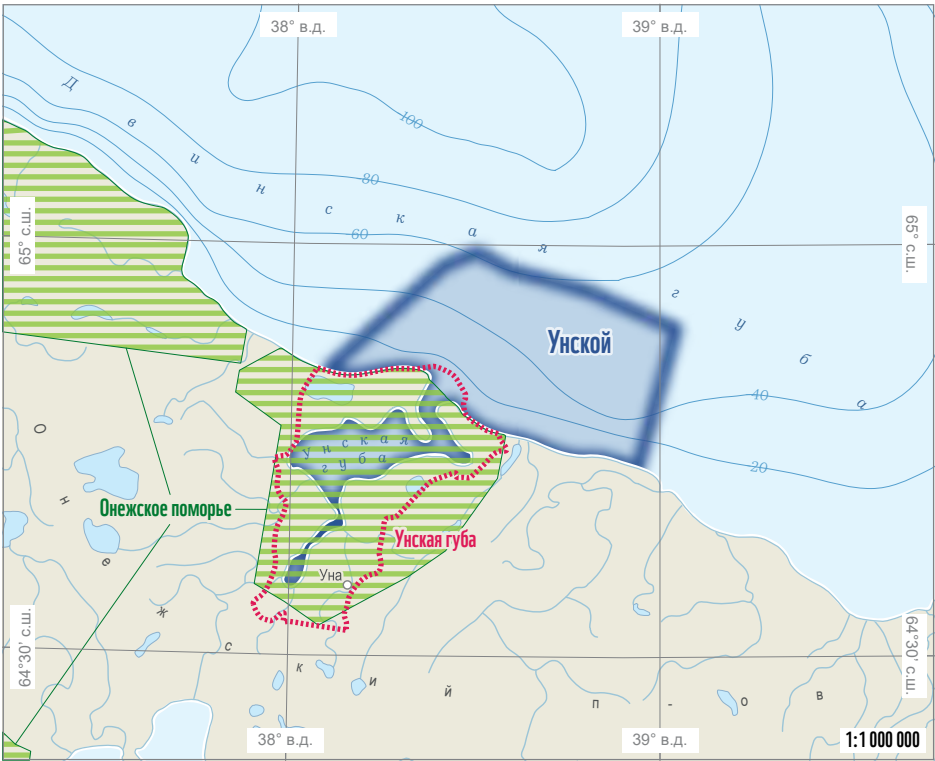 38° в.д.
39° в.д.
Двинская губа
100
80
60
65° с.ш.
65° с.ш.
Унской
40
20
Унская
губа
Онежское поморье
Унская губа
Уна
Онежский п-ов
64°30' с.ш.
64°30' с.ш.
38° в.д.
39° в.д.
1:1 000 000